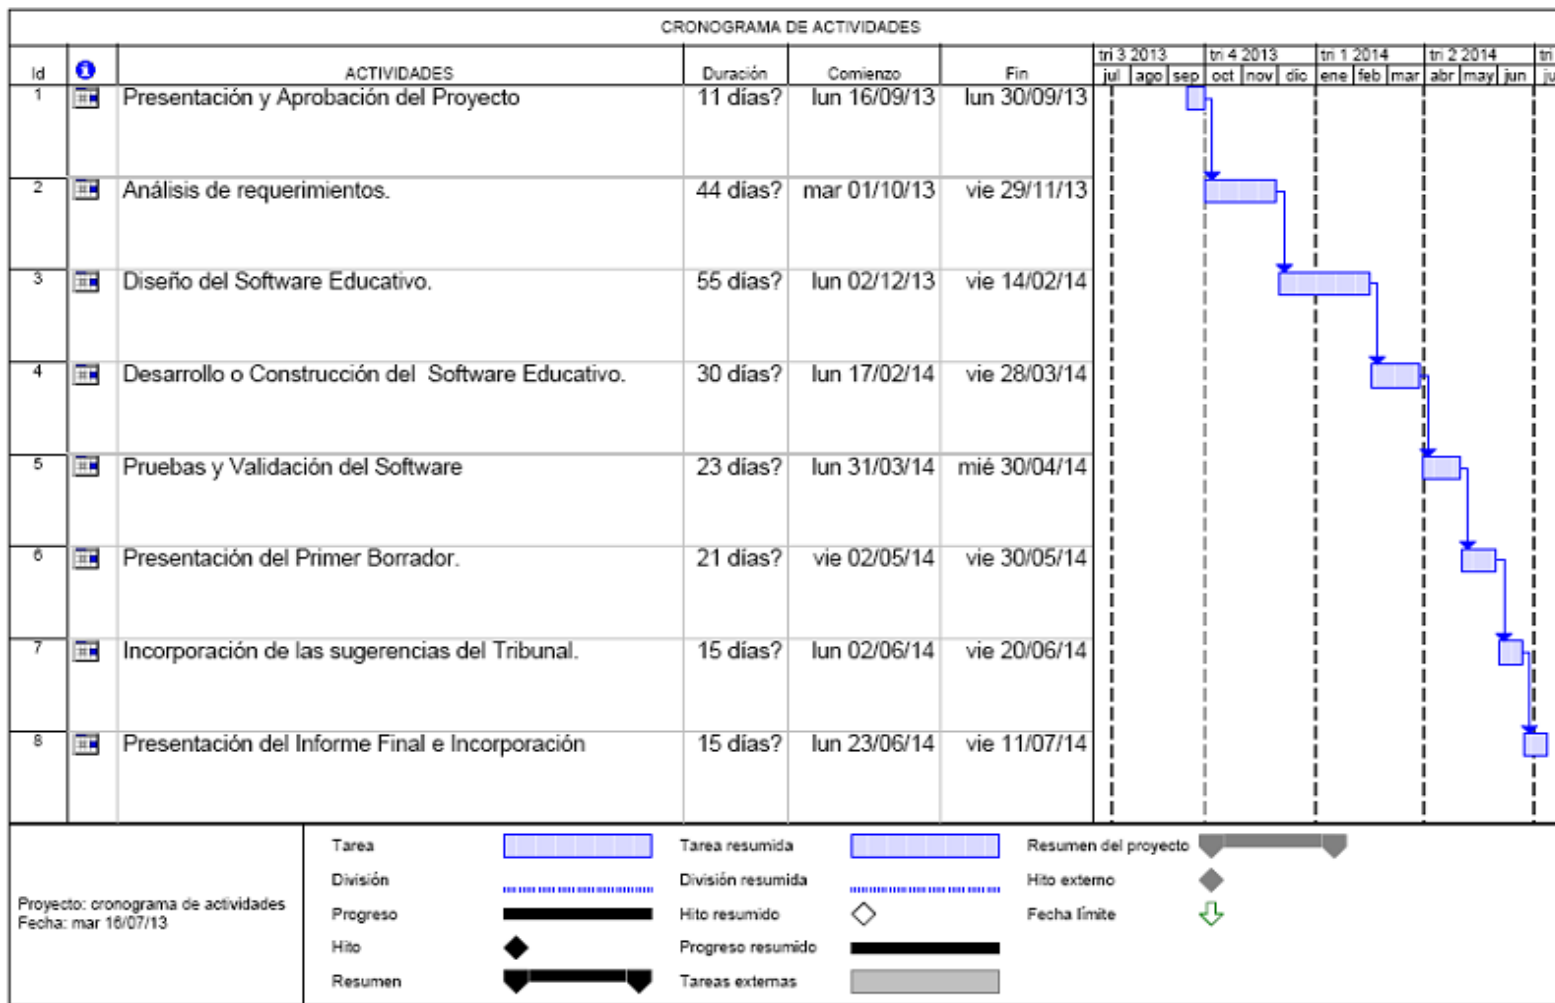 CRONOGRAMA DE ACTIVIDADES
tri 3 2013 tri 4 2013 tri 1 2014 tri 2 2014 tri
Id ACTIVIDADES Duración Comienzo Fin jul ago sep oct nov dic ene feb mar abr may jun ju
1 Presentación y Aprobación del Proyecto 11 días? lun 16/09/13 lun 30/09/13
2 Análisis de requerimientos. 44 días? mar 01/10/13 vie 29/11/13
3 Diseño del Software Educativo. 55 días? lun 02/12/13 vie 14/02/14
4 Desarrollo o Construcción del Software Educativo. 30 días? lun 17/02/14 vie 28/03/14
5 Pruebas y Validación del Software 23 días? lun 31/03/14 mié 30/04/14
6 Presentación del Primer Borrador. 21 días? vie 02/05/14 vie 30/05/14
7 Incorporación de las sugerencias del Tribunal. 15 días? lun 02/06/14 vie 20/06/14
8 Presentación del Informe Final e Incorporación 15 días? lun 23/06/14 vie 11/07/14
Proyecto: cronograma de actividades
Fecha: mar 16/07/13
Tarea Tarea resumida Resumen del proyecto
División División resumida Hito externo
Progreso Hito resumido Fecha límite
Hito Progreso resumido
Resumen Tareas externas